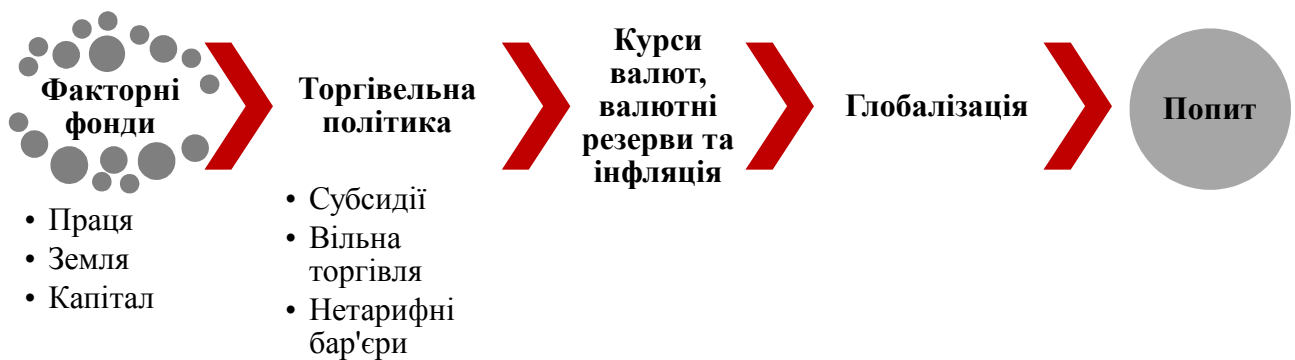 Факторні
фонди
• Праця
• Земля
• Капітал
Торгівельна
політика
• Субсидії
• Вільна
торгівля
• Нетарифні
бар'єри
Курси
валют,
валютні
резерви та
інфляція
Глобалізація
Попит